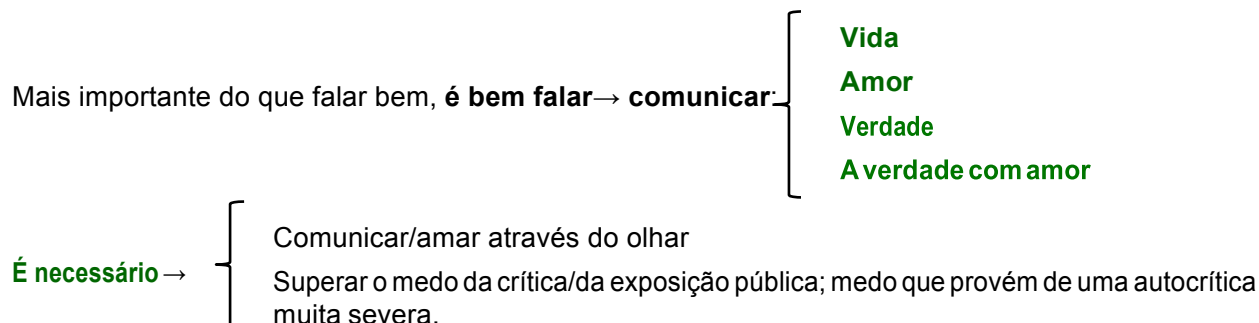 Vida
Amor
Mais importante do que falar bem, é bem falar→ comunicar:
Verdade
A verdade com amor
Comunicar/amar através do olhar
É necessário →
Superar o medo da crítica/da exposição pública; medo que provém de uma autocrítica
muita severa.